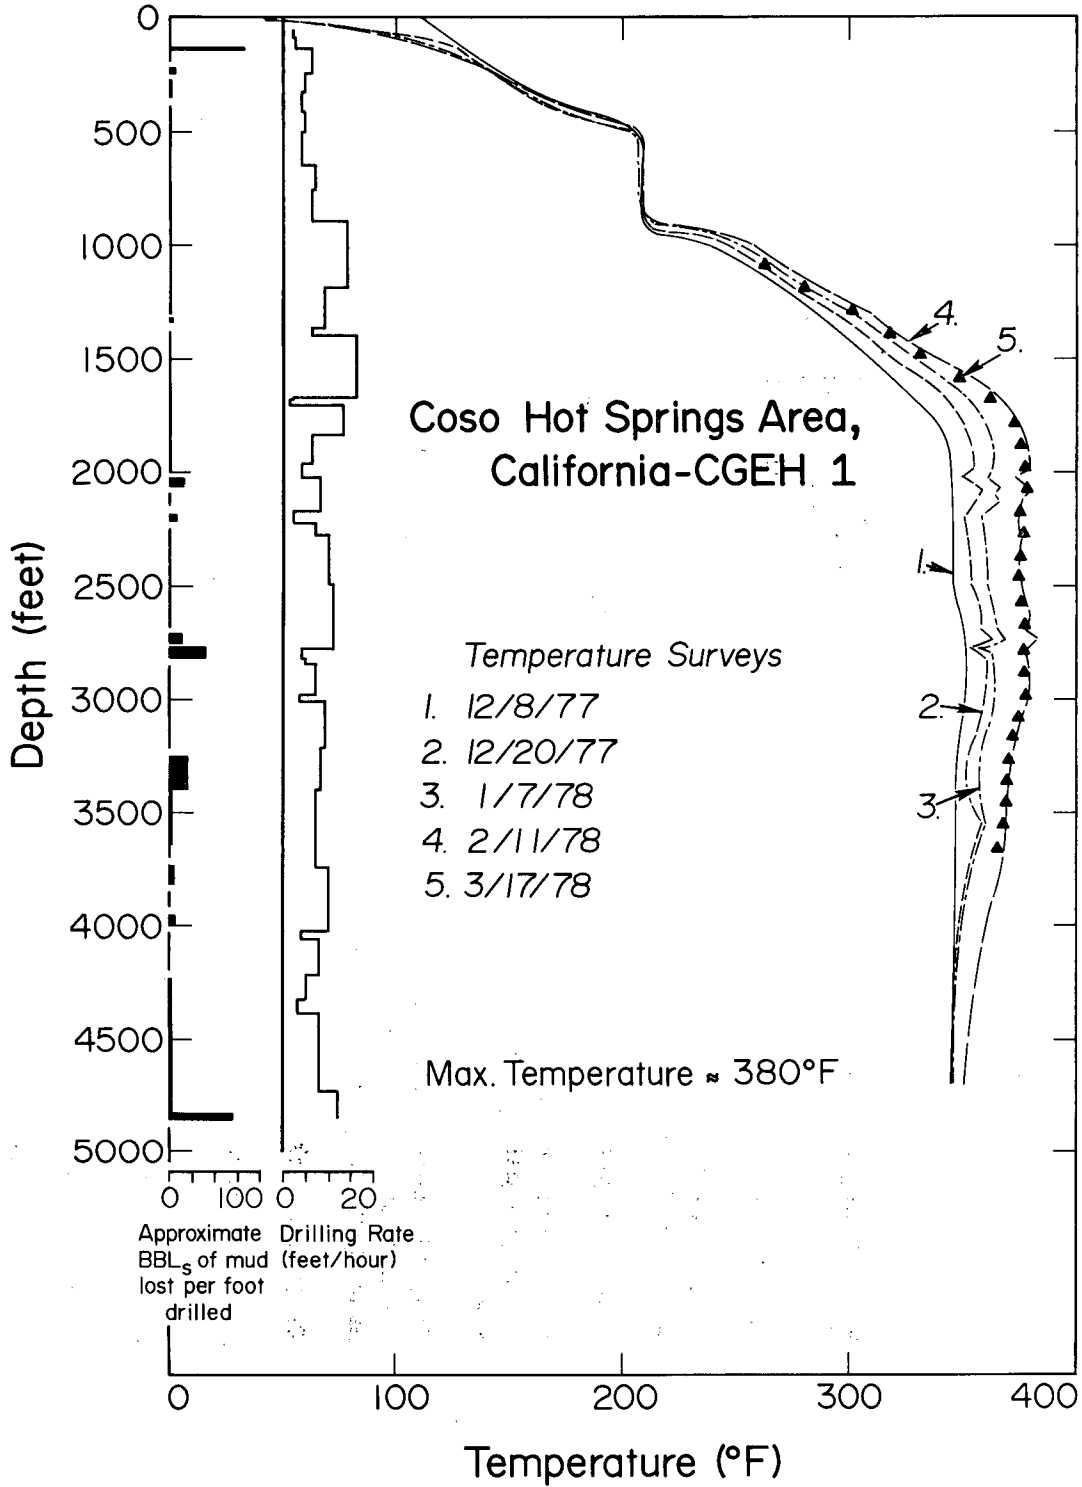 0
500
1000
1500
2000
2500
3000
3500
4000
4500
5000
Depth (feet)
4.
5.
Coso Hot Springs Area,
California-CGEH 1
1.
Temperature Surveys
1. 12/8/77
2. 12/20/77
3. 1/7/78
4. 2/11/78
5. 3/17/78
2.
3.
Max. Temperature ≈ 380°F
0 100 0 20
Approximate Drilling Rate
BBLs of mud (feet/hour)
lost per foot
drilled
0 100 200 300 400
Temperature (°F)